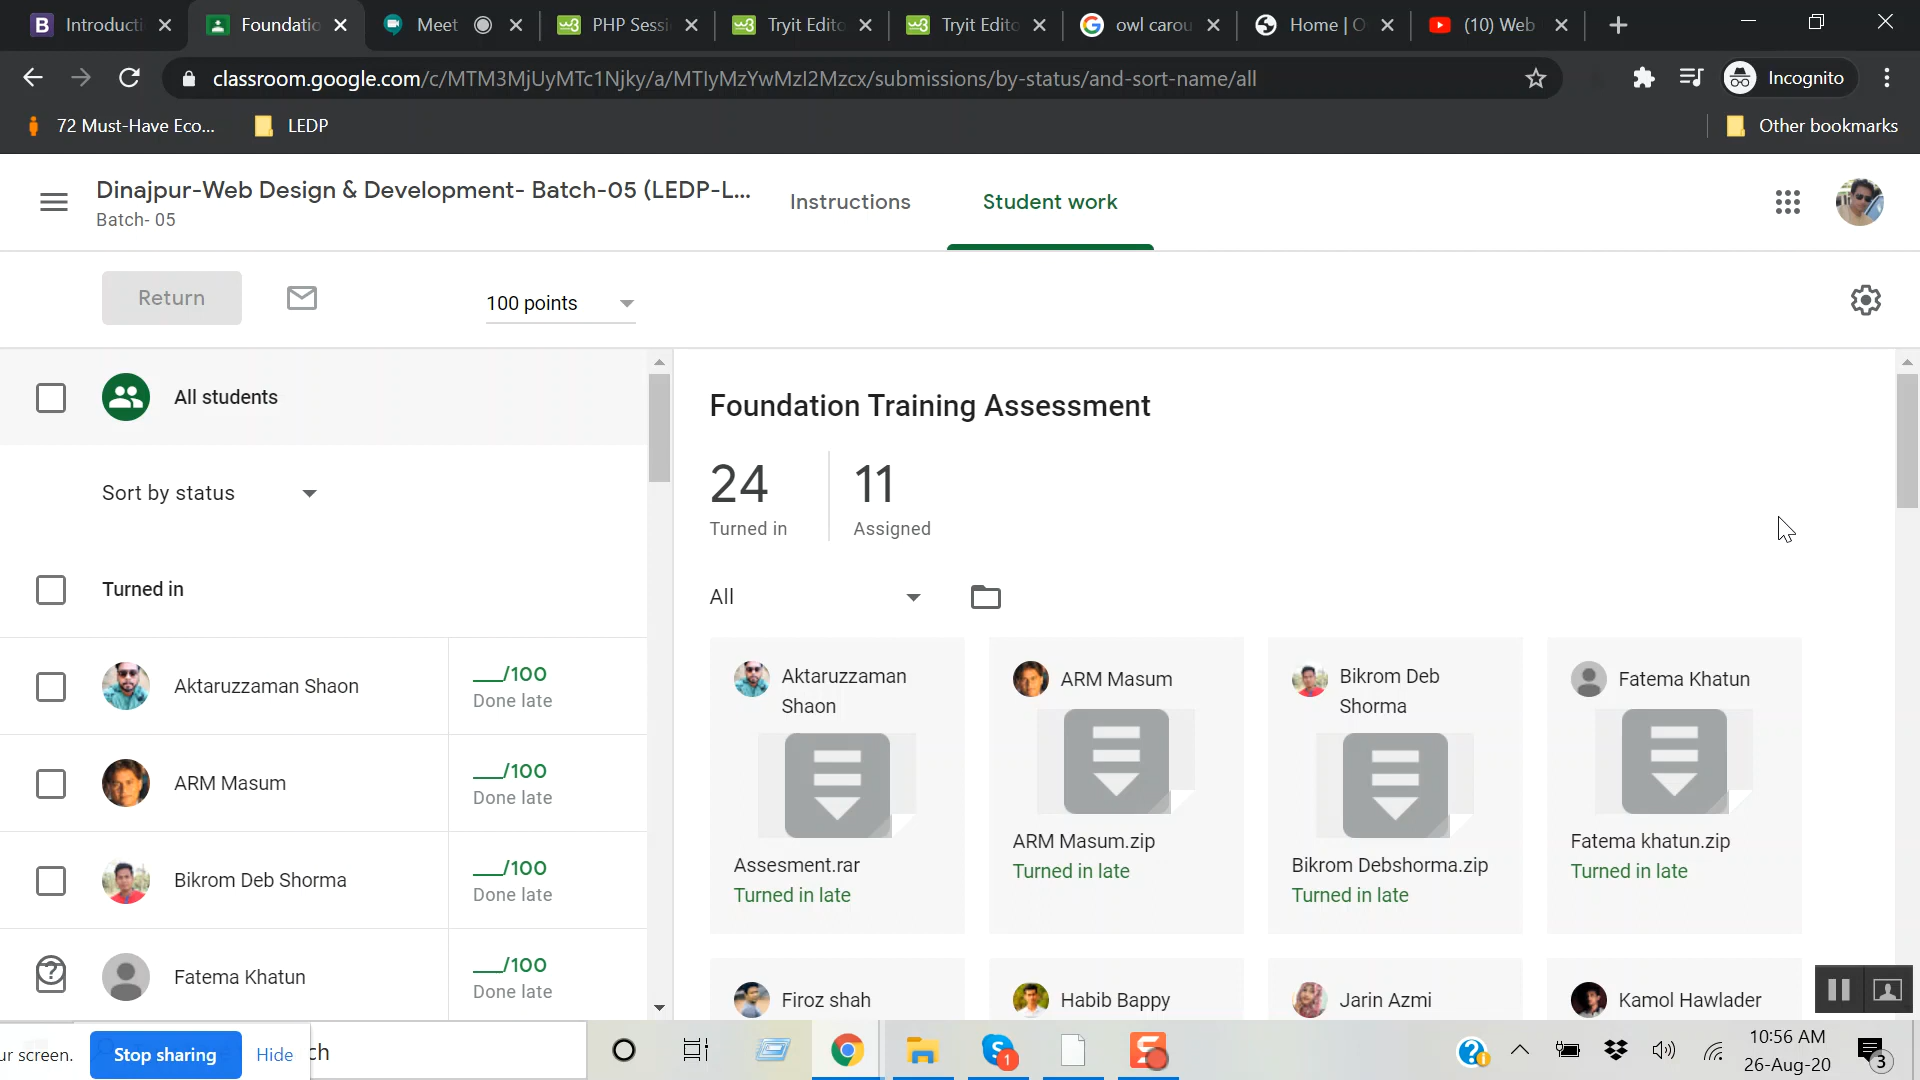 Introducti
Foundatio
Meet
PHP Sessi
Tryit Edito
Tryit Edito
owl carou
Home | O
(10) Web
classroom.google.com/c/MTM3MjUyMTc1Njky/a/MTIyMzYwMzI2Mzcx/submissions/by-status/and-sort-name/all
Incognito
72 Must-Have Eco...
LEDP
Other bookmarks
Dinajpur-Web Design & Development- Batch-05 (LEDP-L...
Batch- 05
Instructions
Student work
Return
100 points
All students
Sort by status
Turned in
Aktaruzzaman Shaon
___/100
Done late
ARM Masum
___/100
Done late
Bikrom Deb Shorma
___/100
Done late
Fatema Khatun
___/100
Done late
Foundation Training Assessment
24
Turned in
11
Assigned
All
Aktaruzzaman
Shaon
Assesment.rar
Turned in late
ARM Masum
ARM Masum.zip
Turned in late
Bikrom Deb
Shorma
Bikrom Debshorma.zip
Turned in late
Fatema Khatun
Fatema khatun.zip
Turned in late
Firoz shah
Habib Bappy
Jarin Azmi
Kamol Hawlader
ur screen.
Stop sharing
Hide
ch
1
10:56 AM
26-Aug-20
3